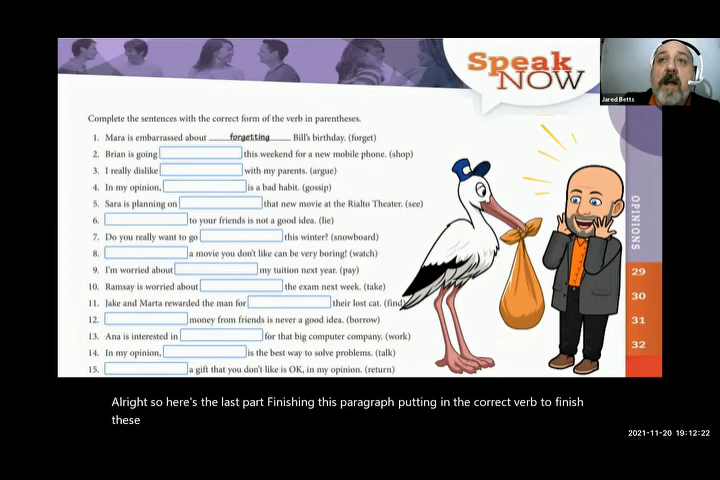 Speak
NOW
Jared Betts
Complete the sentences with the correct form of the verb in parentheses.
1. Mara is embarrassed about forgetting Bill's birthday. (forget)
2. Brian is going this weekend for a new mobile phone. (shop)
3. I really dislike with my parents. (argue)
4. In my opinion, is a bad habit. (gossip)
5. Sara is planning on that new movie at the Rialto Theater. (see)
6. to your friends is not a good idea. (lie)
7. Do you really want to go this winter? (snowboard)
8. a movie you don't like can be very boring! (watch)
9. I'm worried about my tuition next year. (pay)
10. Ramsay is worried about the exam next week. (take)
11. Jake and Marta rewarded the man for their lost cat. (find)
12. money from friends is never a good idea. (borrow)
13. Ana is interested in for that big computer company. (work)
14. In my opinion, is the best way to solve problems. (talk)
15. a gift that you don't like is OK, in my opinion. (return)
OPINIONS
29
30
31
32
Alright so here's the last part Finishing this paragraph putting in the correct verb to finish
these
2021-11-20 19:12:22